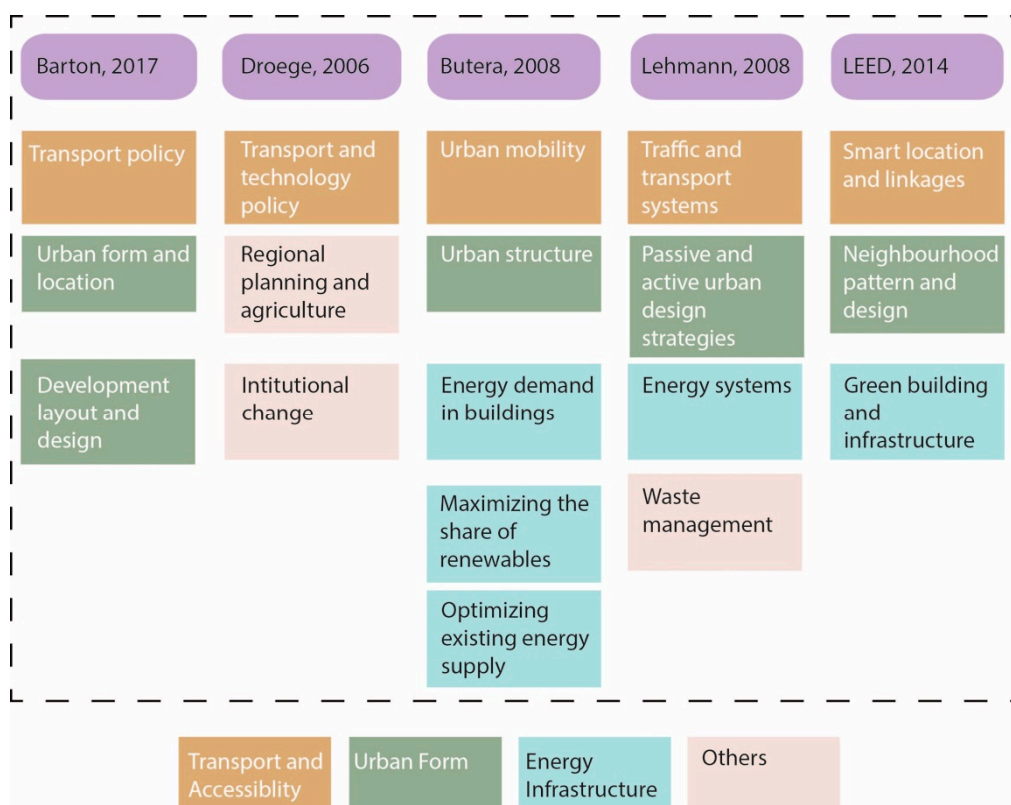 Barton, 2017
Droege, 2006
Butera, 2008
Lehmann, 2008
LEED, 2014
Transport policy
Transport and
technology
policy
Urban mobility
Traffic and
transport
systems
Smart location
and linkages
Urban form and
location
Regional
planning and
agriculture
Urban structure
Passive and
active urban
design
strategies
Neighbourhood
pattern and
design
Development
layout and
design
Intitutional
change
Energy demand
in buildings
Energy systems
Green building
and
infrastructure
Maximizing the
share of
renewables
Waste
management
Optimizing
existing energy
supply
Transport and
Accessiblity
Urban Form
Energy
Infrastructure
Others